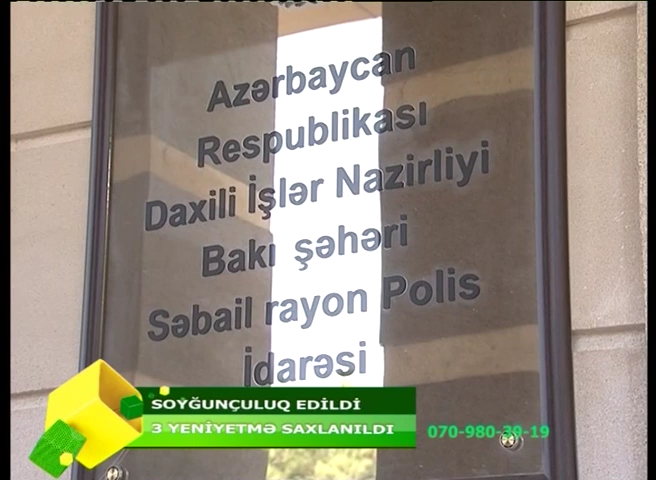 Azərbaycan
Respublikası
Daxili İşlər Nazirliyi
Bakı şəhəri
Səbail rayon Polis
İdarəsi
SOYĞUNÇULUQ EDİLDİ
3 YENİYETMƏ SAXLANILDI
070-980-39-19